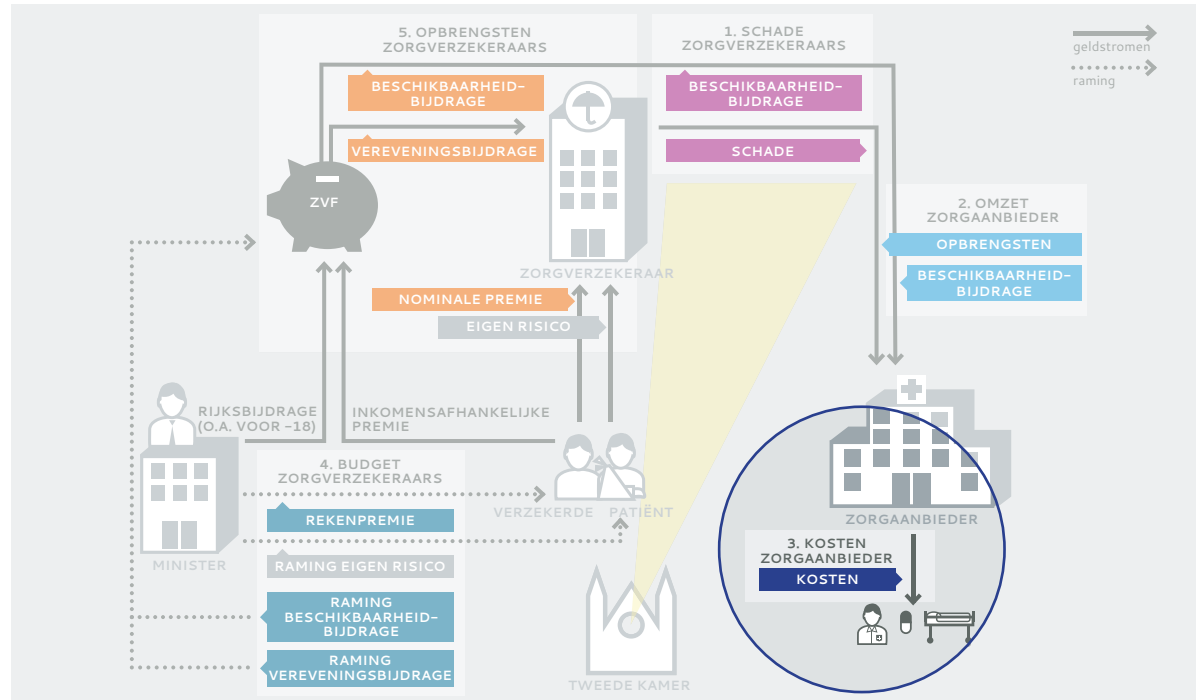 5. OPBRENGSTEN
ZORGVERZEKERAARS
1. SCHADE
ZORGVERZEKERAARS
geldstromen
raming
BESCHIKBAARHEID-
BIJDRAGE
BESCHIKBAARHEID-
BIJDRAGE
VEREVENINGSBIJDRAGE
SCHADE
ZVF
2. OMZET
ZORGAANBIEDER
OPBRENGSTEN
BESCHIKBAARHEID-
BIJDRAGE
ZORGVERZEKERAAR
NOMINALE PREMIE
EIGEN RISICO
RIJKSBIJDRAGE
(O.A. VOOR -18)
INKOMENSAFHANKELIJKE
PREMIE
4. BUDGET
ZORGVERZEKERAARS
REKENPREMIE
VERZEKERDE
PATIËNT
MINISTER
RAMING EIGEN RISICO
RAMING
BESCHIKBAARHEID-
BIJDRAGE
RAMING
VEREVENINGSBIJDRAGE
ZORGAANBIEDER
3. KOSTEN
ZORGAANBIEDER
KOSTEN
TWEEDE KAMER